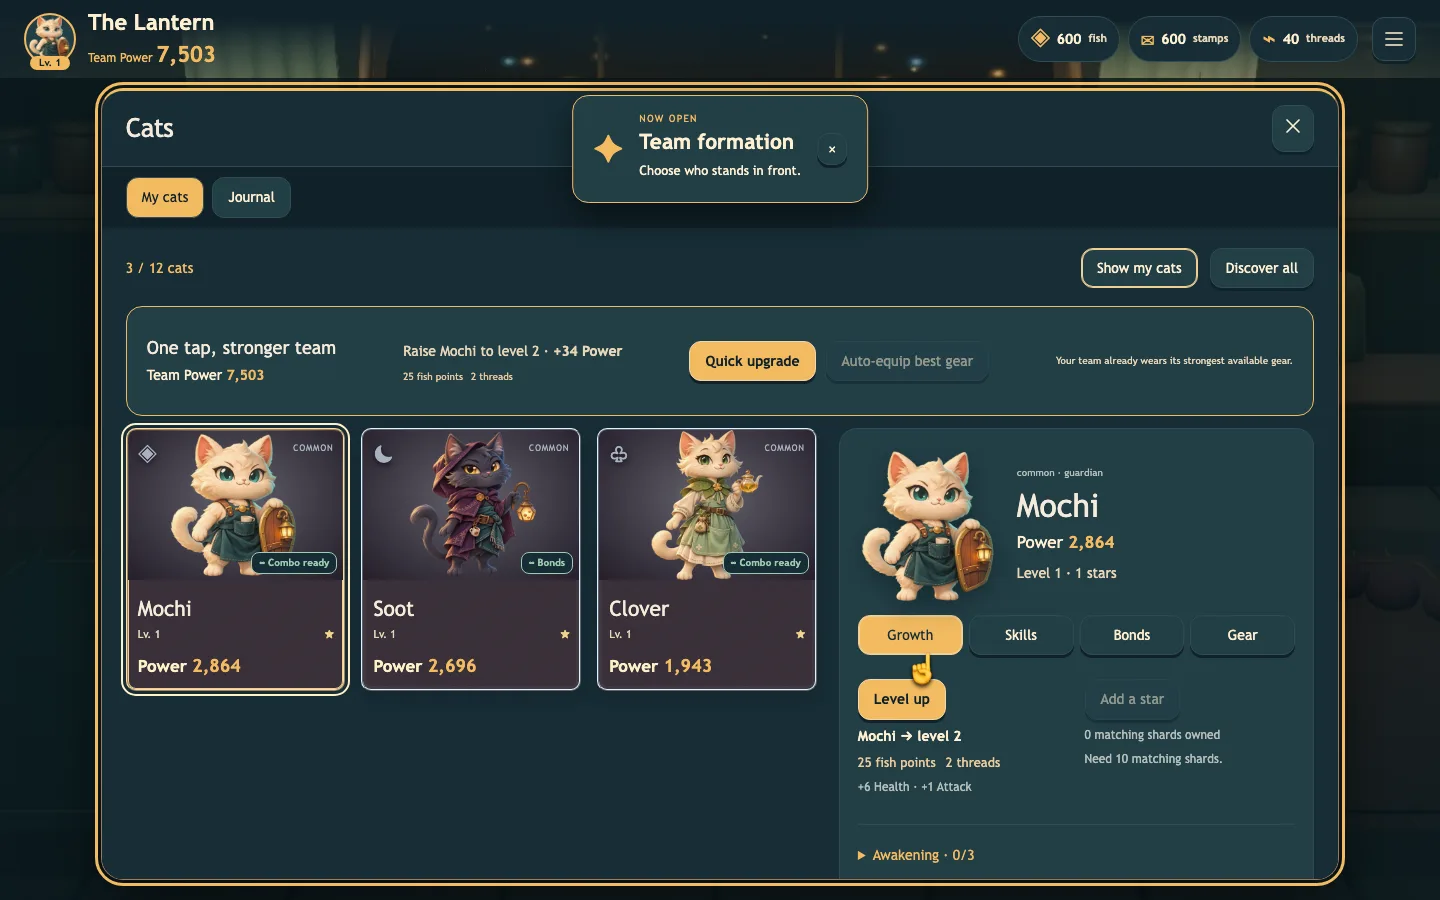 The Lantern
Lv. 1
Team Power 7,503
600 fish
600 stamps
40 threads
Cats
NOW OPEN
Team formation
Choose who stands in front.
×
My cats
Journal
3 / 12 cats
Show my cats
Discover all
One tap, stronger team
Team Power 7,503
Raise Mochi to level 2 · +34 Power
25 fish points 2 threads
Quick upgrade
Auto-equip best gear
Your team already wears its strongest available gear.
COMMON
Combo ready
Mochi
Lv. 1
Power 2,864
COMMON
Bonds
Soot
Lv. 1
Power 2,696
COMMON
Combo ready
Clover
Lv. 1
Power 1,943
common · guardian
Mochi
Power 2,864
Level 1 · 1 stars
Growth
Skills
Bonds
Gear
Level up
Mochi → level 2
25 fish points 2 threads
+6 Health · +1 Attack
Add a star
0 matching shards owned
Need 10 matching shards.
Awakening · 0/3